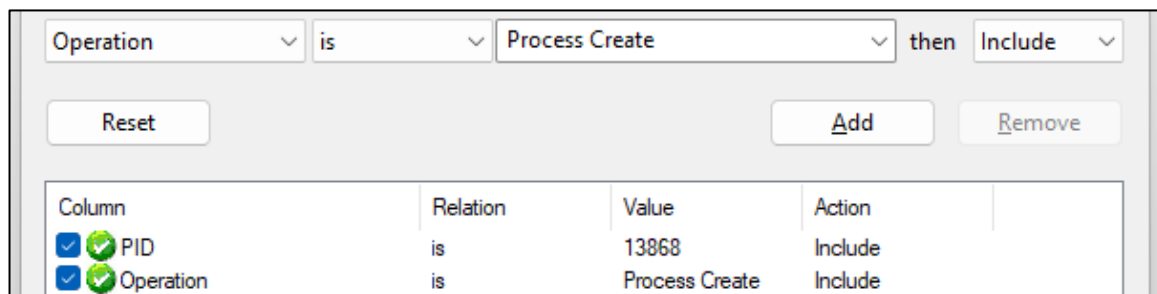 Operation is Process Create then Include
Reset Add Remove
Column Relation Value Action
PID is 13868 Include
Operation is Process Create Include